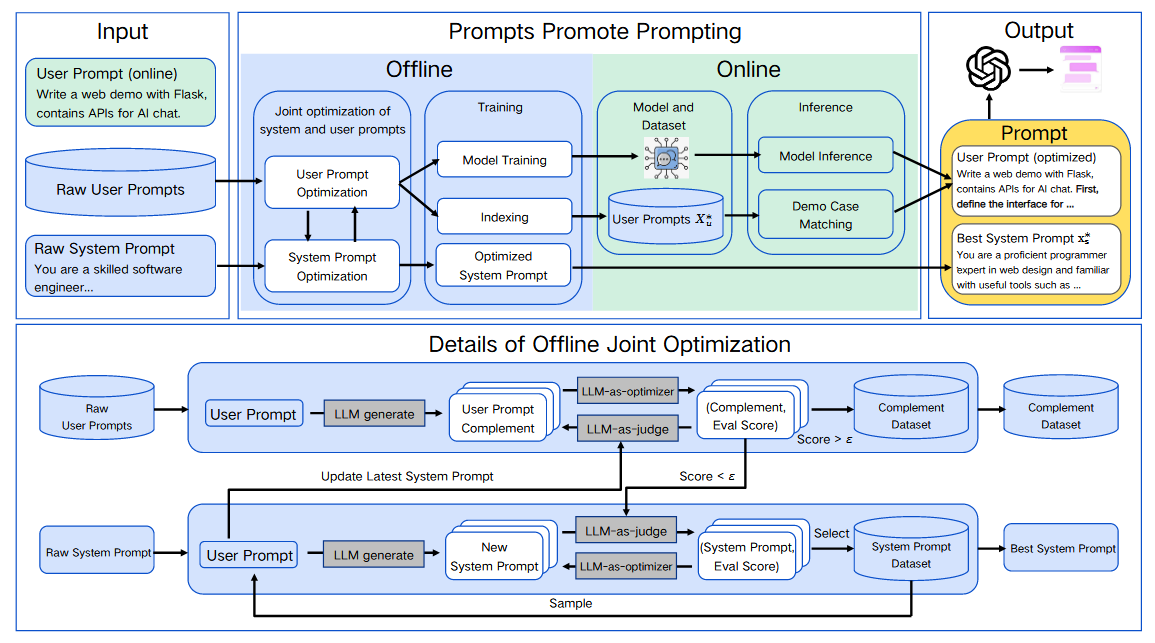 Input
User Prompt (online)
Write a web demo with Flask,
contains APIs for AI chat.
Raw User Prompts
Raw System Prompt
You are a skilled software
engineer...
Prompts Promote Prompting
Offline
Joint optimization of
system and user prompts
User Prompt
Optimization
System Prompt
Optimization
Training
Model Training
Indexing
Optimized
System Prompt
Online
Model and
Dataset
User Prompts X*u
Inference
Model Inference
Demo Case
Matching
Output
Prompt
User Prompt (optimized)
Write a web demo with Flask,
contains APIs for AI chat. First,
define the interface for ...
Best System Prompt x*s
You are a proficient programmer
expert in web design and familiar
with useful tools such as ...
Details of Offline Joint Optimization
Raw
User Prompts
User Prompt
LLM generate
User Prompt
Complement
LLM-as-optimizer
LLM-as-judge
(Complement,
Eval Score)
Score > ε
Complement
Dataset
Complement
Dataset
Update Latest System Prompt
Score < ε
Raw System Prompt
User Prompt
LLM generate
New
System Prompt
LLM-as-judge
LLM-as-optimizer
(System Prompt,
Eval Score)
Select
System Prompt
Dataset
Best System Prompt
Sample